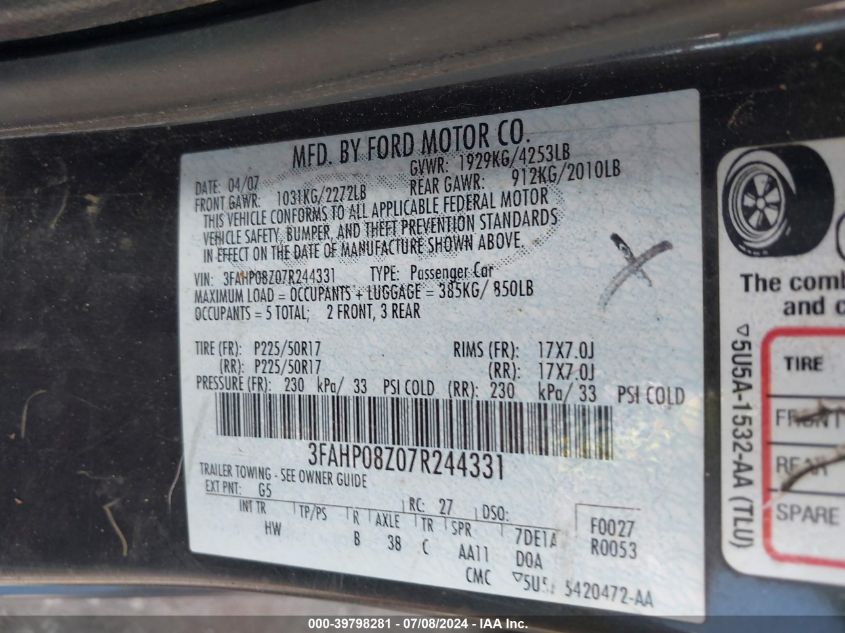 MFD. BY FORD MOTOR CO.
DATE: 04/07 GVWR: 1929KG/4253LB
FRONT GAWR: 1031KG/2272LB REAR GAWR: 912KG/2010LB
THIS VEHICLE CONFORMS TO ALL APPLICABLE FEDERAL MOTOR
VEHICLE SAFETY, BUMPER, AND THEFT PREVENTION STANDARDS
IN EFFECT ON THE DATE OF MANUFACTURE SHOWN ABOVE.
VIN: 3FAHP08Z07R244331 TYPE: Passenger Car
MAXIMUM LOAD = OCCUPANTS + LUGGAGE = 385KG/ 850LB
OCCUPANTS = 5 TOTAL; 2 FRONT, 3 REAR
TIRE (FR): P225/50R17 RIMS (FR): 17X7.0J
(RR): P225/50R17 (RR): 17X7.0J
PRESSURE (FR): 230 kPa/ 33 PSI COLD (RR): 230 kPa/ 33 PSI COLD
3FAHP08Z07R244331
TRAILER TOWING - SEE OWNER GUIDE
EXT PNT: G5 RC: 27 DSO: F0027
INT TR TP/PS R AXLE TR SPR 7DE1A R0053
HW B 38 C AA11 D0A
CMC ▽5U5 5420472-AA
▽5U5A-1532-AA (TLU)
The comb
and c
TIRE
FRONT
REAR
SPARE
000-39798281 - 07/08/2024 - IAA Inc.